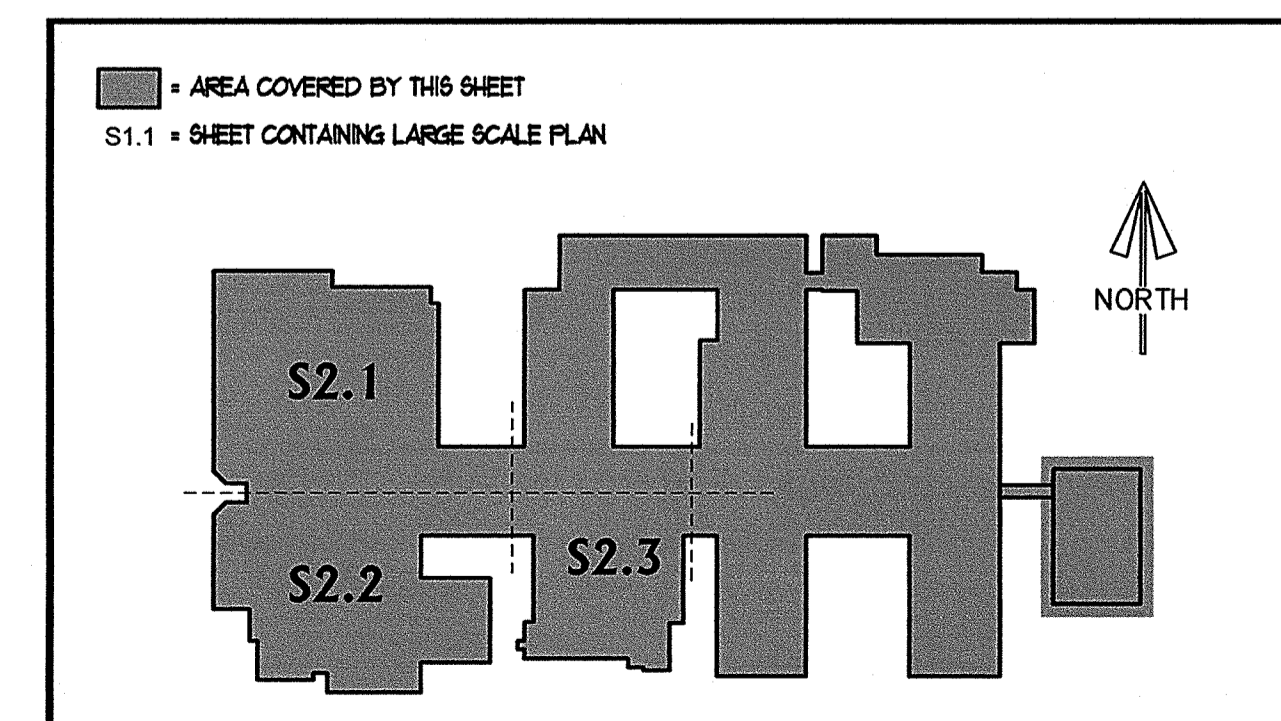 = AREA COVERED BY THIS SHEET
S1.1 = SHEET CONTAINING LARGE SCALE PLAN
NORTH
S2.1
S2.3
S2.2